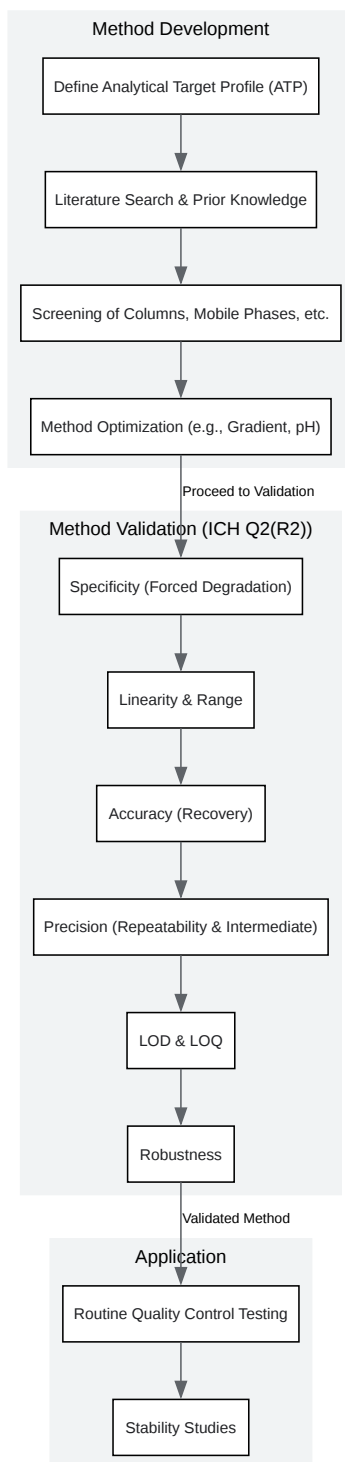 Method Development
Define Analytical Target Profile (ATP)
Literature Search & Prior Knowledge
Screening of Columns, Mobile Phases, etc.
Method Optimization (e.g., Gradient, pH)
Proceed to Validation
Method Validation (ICH Q2(R2))
Specificity (Forced Degradation)
Linearity & Range
Accuracy (Recovery)
Precision (Repeatability & Intermediate)
LOD & LOQ
Robustness
Validated Method
Application
Routine Quality Control Testing
Stability Studies